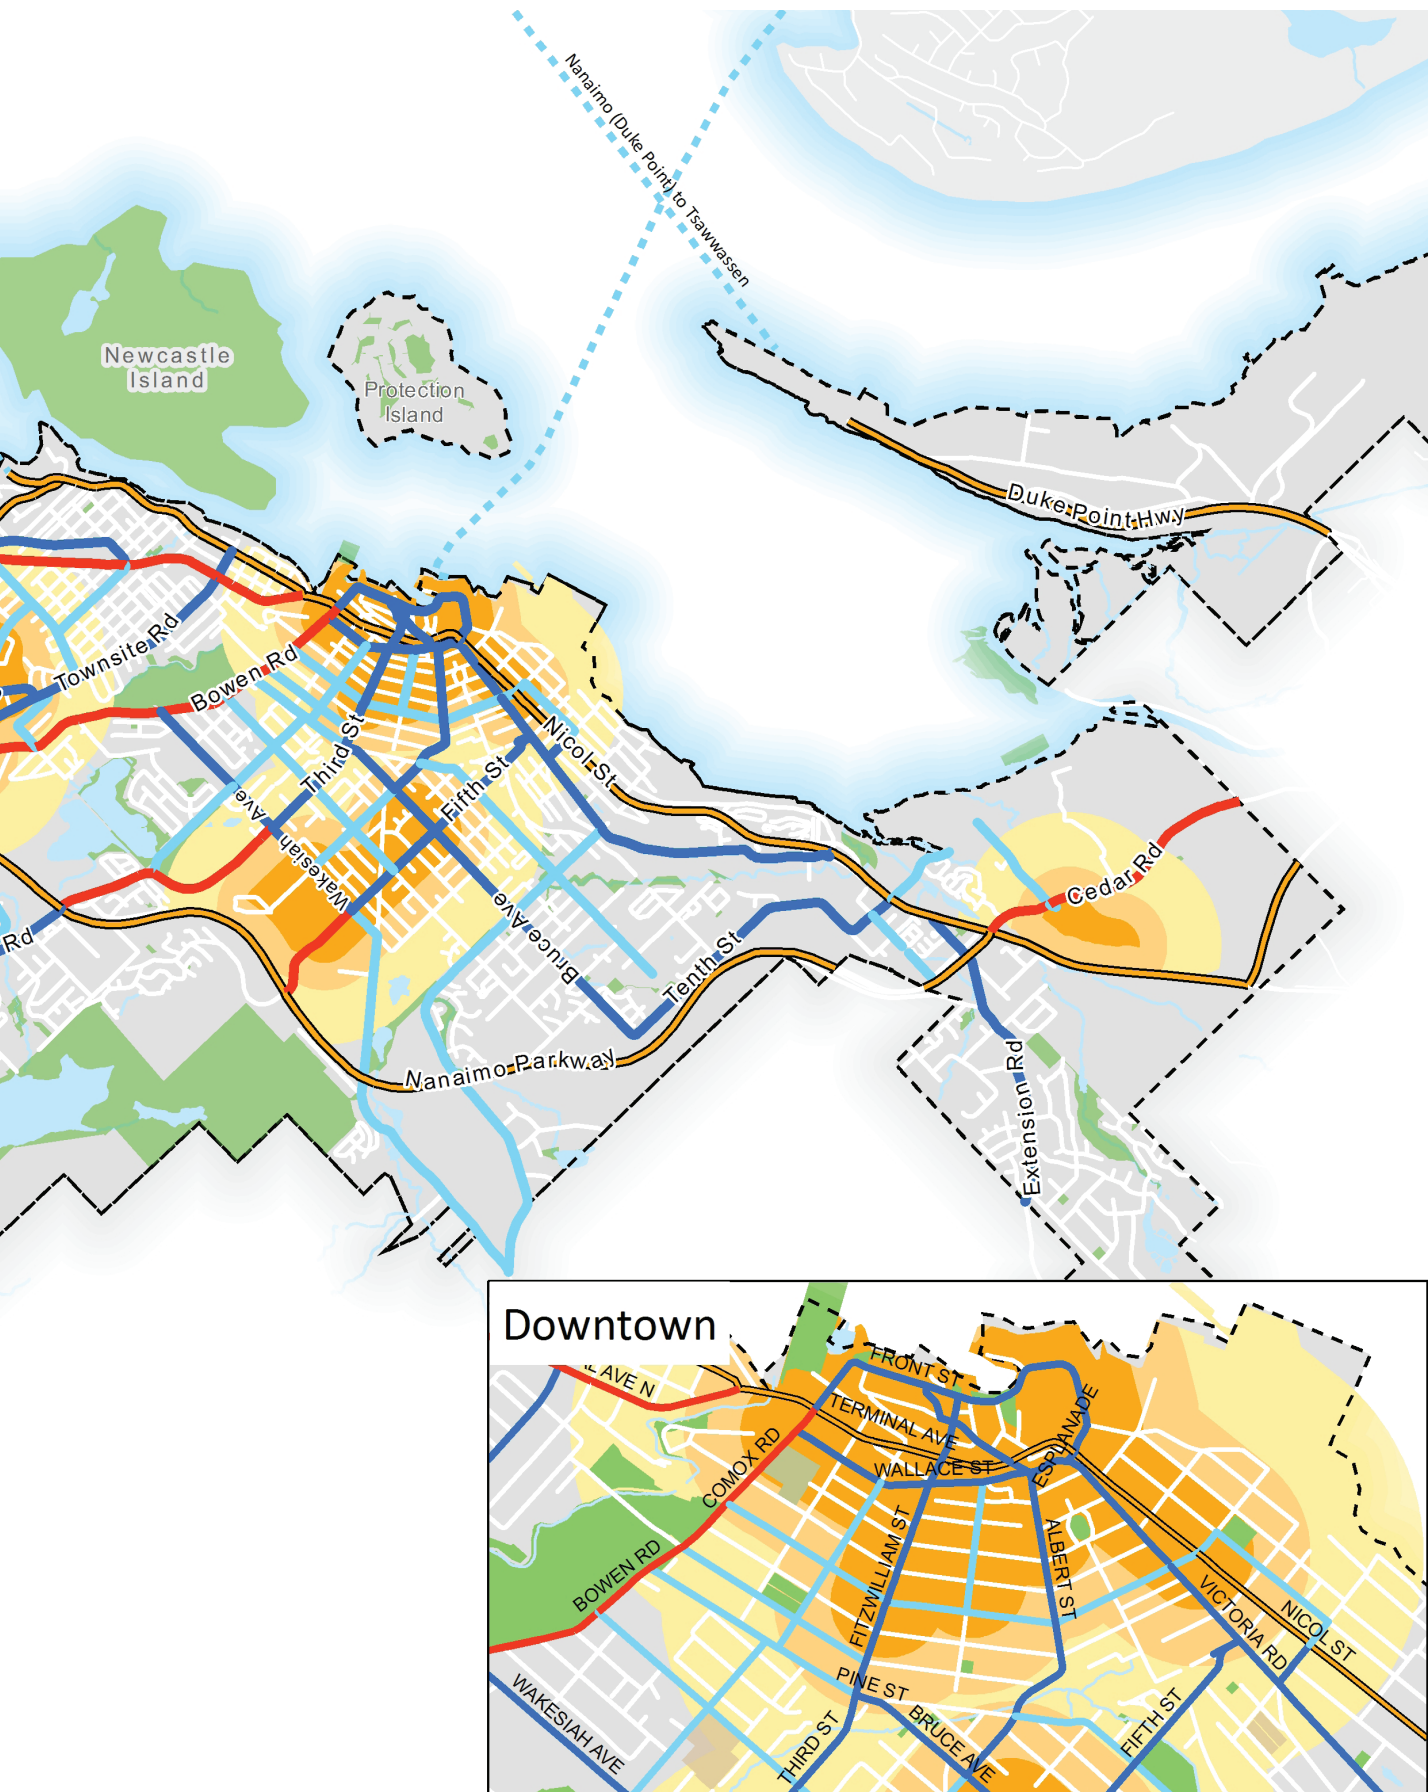 Nanaimo (Duke Point) to Tsawwassen
Newcastle
Island
Protection
Island
Duke Point Hwy
Townsite Rd
Bowen Rd
Third St
Nicol St
Fifth St
Wakesiah Ave
Cedar Rd
Rd
Bruce Ave
Tenth St
Nanaimo Parkway
Extension Rd
Downtown
FRONT ST
L AVE N
TERMINAL AVE
ESPLANADE
COMOX RD
WALLACE ST
FITZWILLIAM ST
ALBERT ST
BOWEN RD
VICTORIA RD
NICOL ST
PINE ST
WAKESIAH AVE
BRUCE AVE
FIFTH ST
THIRD ST